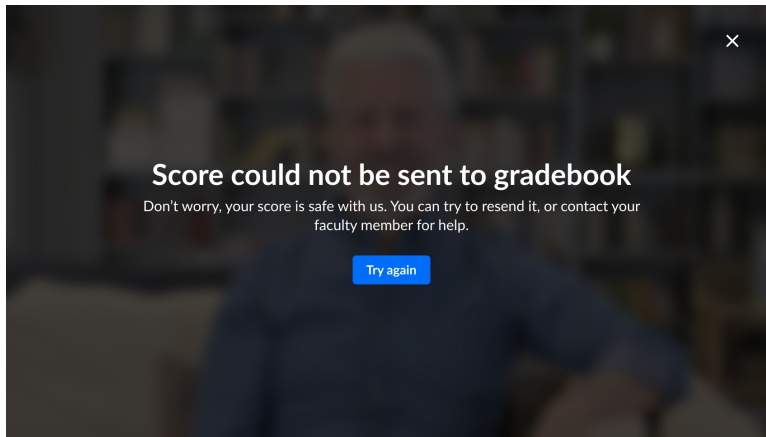 Score could not be sent to gradebook
Don’t worry, your score is safe with us. You can try to resend it, or contact your
faculty member for help.
Try again